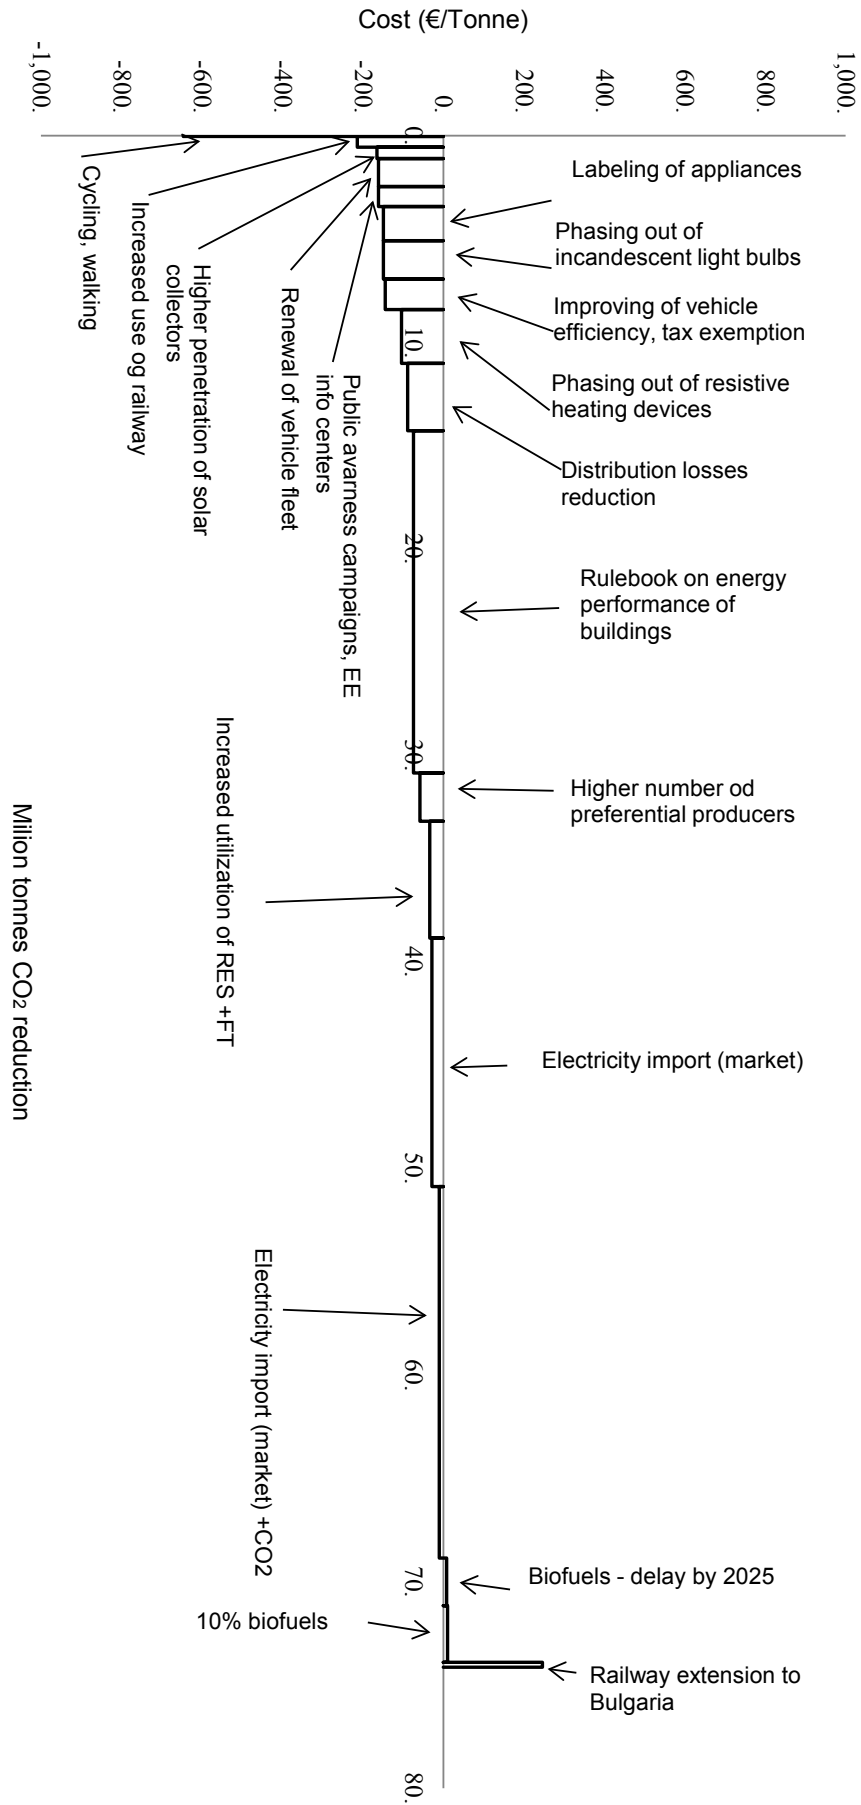 Cost (€/Tonne)
-1,000.
-800.
-600.
-400.
-200.
0.
200.
400.
600.
800.
1,000.
0.
10.
20.
30.
40.
50.
60.
70.
80.
Labeling of appliances
Phasing out of
incandescent light bulbs
Improving of vehicle
efficiency, tax exemption
Phasing out of resistive
heating devices
Distribution losses
reduction
Rulebook on energy
performance of
buildings
Higher number od
preferential producers
Electricity import (market)
Biofuels - delay by 2025
Railway extension to
Bulgaria
Cycling, walking
Increased use og railway
Higher penetration of solar
collectors
Renewal of vehicle fleet
Public avarness campaigns, EE
info centers
Increased utilization of RES +FT
Electricity import (market) +CO2
10% biofuels
Milion tonnes CO2 reduction